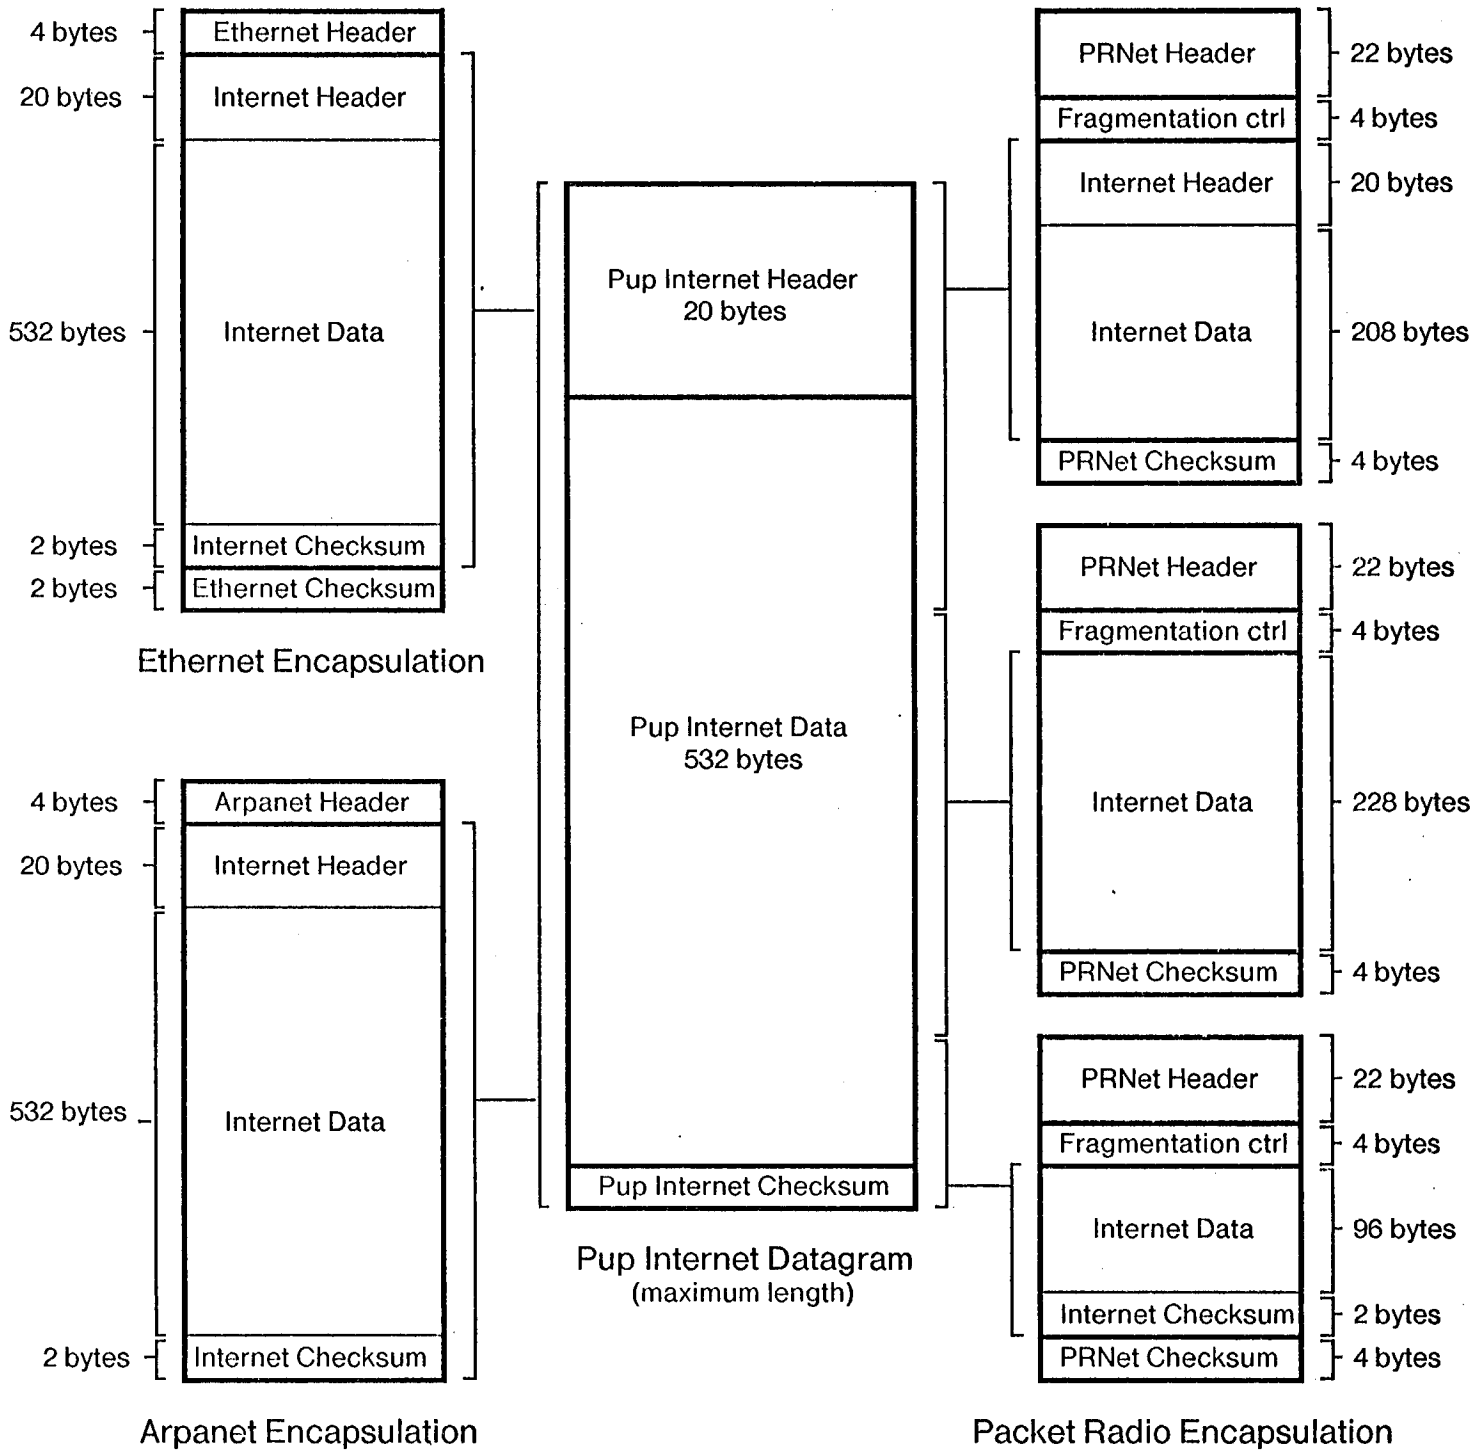 4 bytes
Ethernet Header
20 bytes
Internet Header
532 bytes
Internet Data
2 bytes
Internet Checksum
2 bytes
Ethernet Checksum
Ethernet Encapsulation
4 bytes
Arpanet Header
20 bytes
Internet Header
532 bytes
Internet Data
2 bytes
Internet Checksum
Arpanet Encapsulation
Pup Internet Header
20 bytes
Pup Internet Data
532 bytes
Pup Internet Checksum
Pup Internet Datagram
(maximum length)
PRNet Header
22 bytes
Fragmentation ctrl
4 bytes
Internet Header
20 bytes
Internet Data
208 bytes
PRNet Checksum
4 bytes
PRNet Header
22 bytes
Fragmentation ctrl
4 bytes
Internet Data
228 bytes
PRNet Checksum
4 bytes
PRNet Header
22 bytes
Fragmentation ctrl
4 bytes
Internet Data
96 bytes
Internet Checksum
2 bytes
PRNet Checksum
4 bytes
Packet Radio Encapsulation